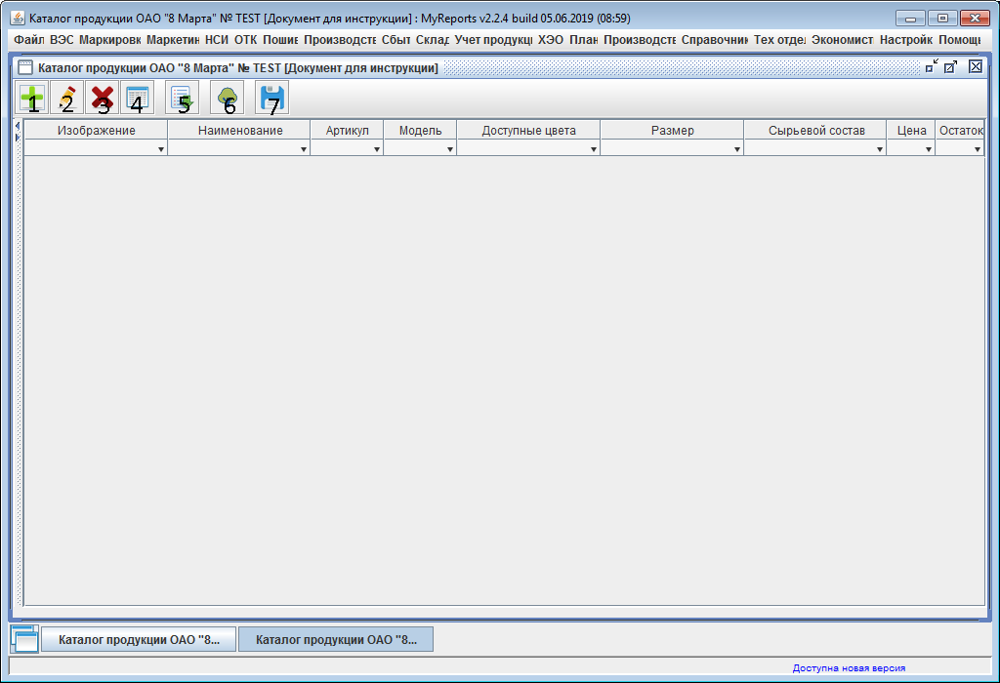 Каталог продукции ОАО "8 Марта" № TEST [Документ для инструкции] : MyReports v2.2.4 build 05.06.2019 (08:59)
Файл ВЭС Маркировк Маркетин НСИ ОТК Пошив Производств Сбыт Склад Учет продукц ХЭО План Производств Справочник Тех отдел Экономист Настройк Помощь
Каталог продукции ОАО "8 Марта" № TEST [Документ для инструкции]
1 2 3 4 5 6 7
Изображение Наименование Артикул Модель Доступные цвета Размер Сырьевой состав Цена Остаток
Каталог продукции ОАО "8... Каталог продукции ОАО "8...
Доступна новая версия